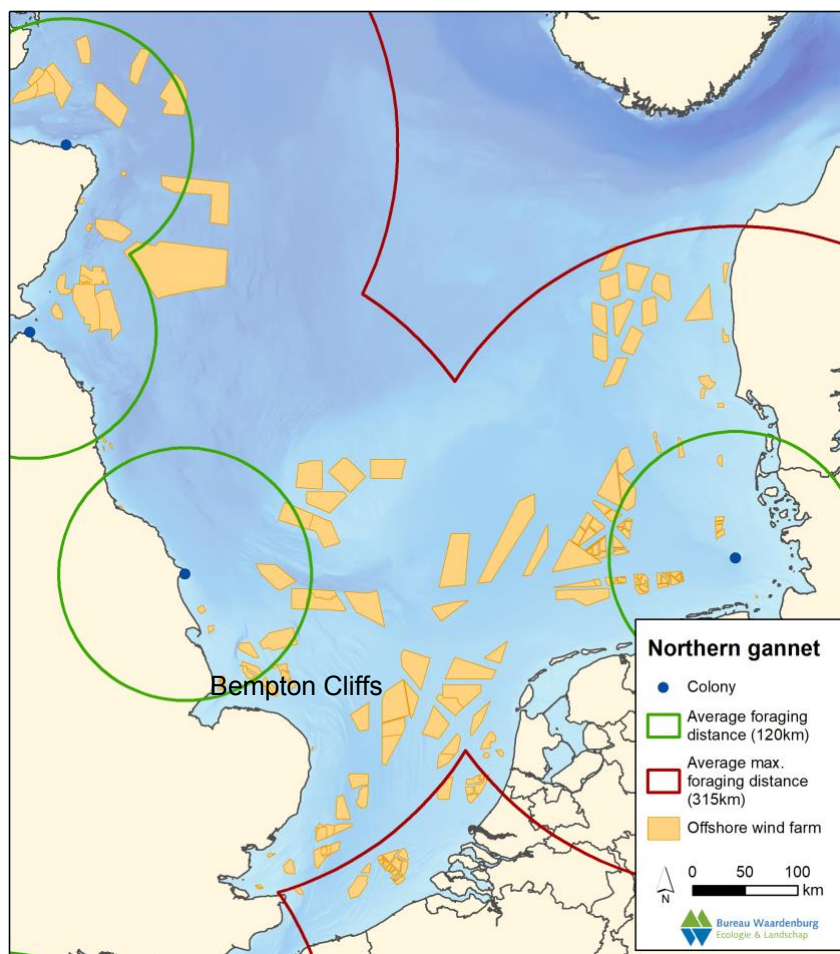 Bempton Cliffs
Northern gannet
Colony
Average foraging
distance (120km)
Average max.
foraging distance
(315km)
Offshore wind farm
N
0 50 100
km
Bureau Waardenburg
Ecologie & Landschap